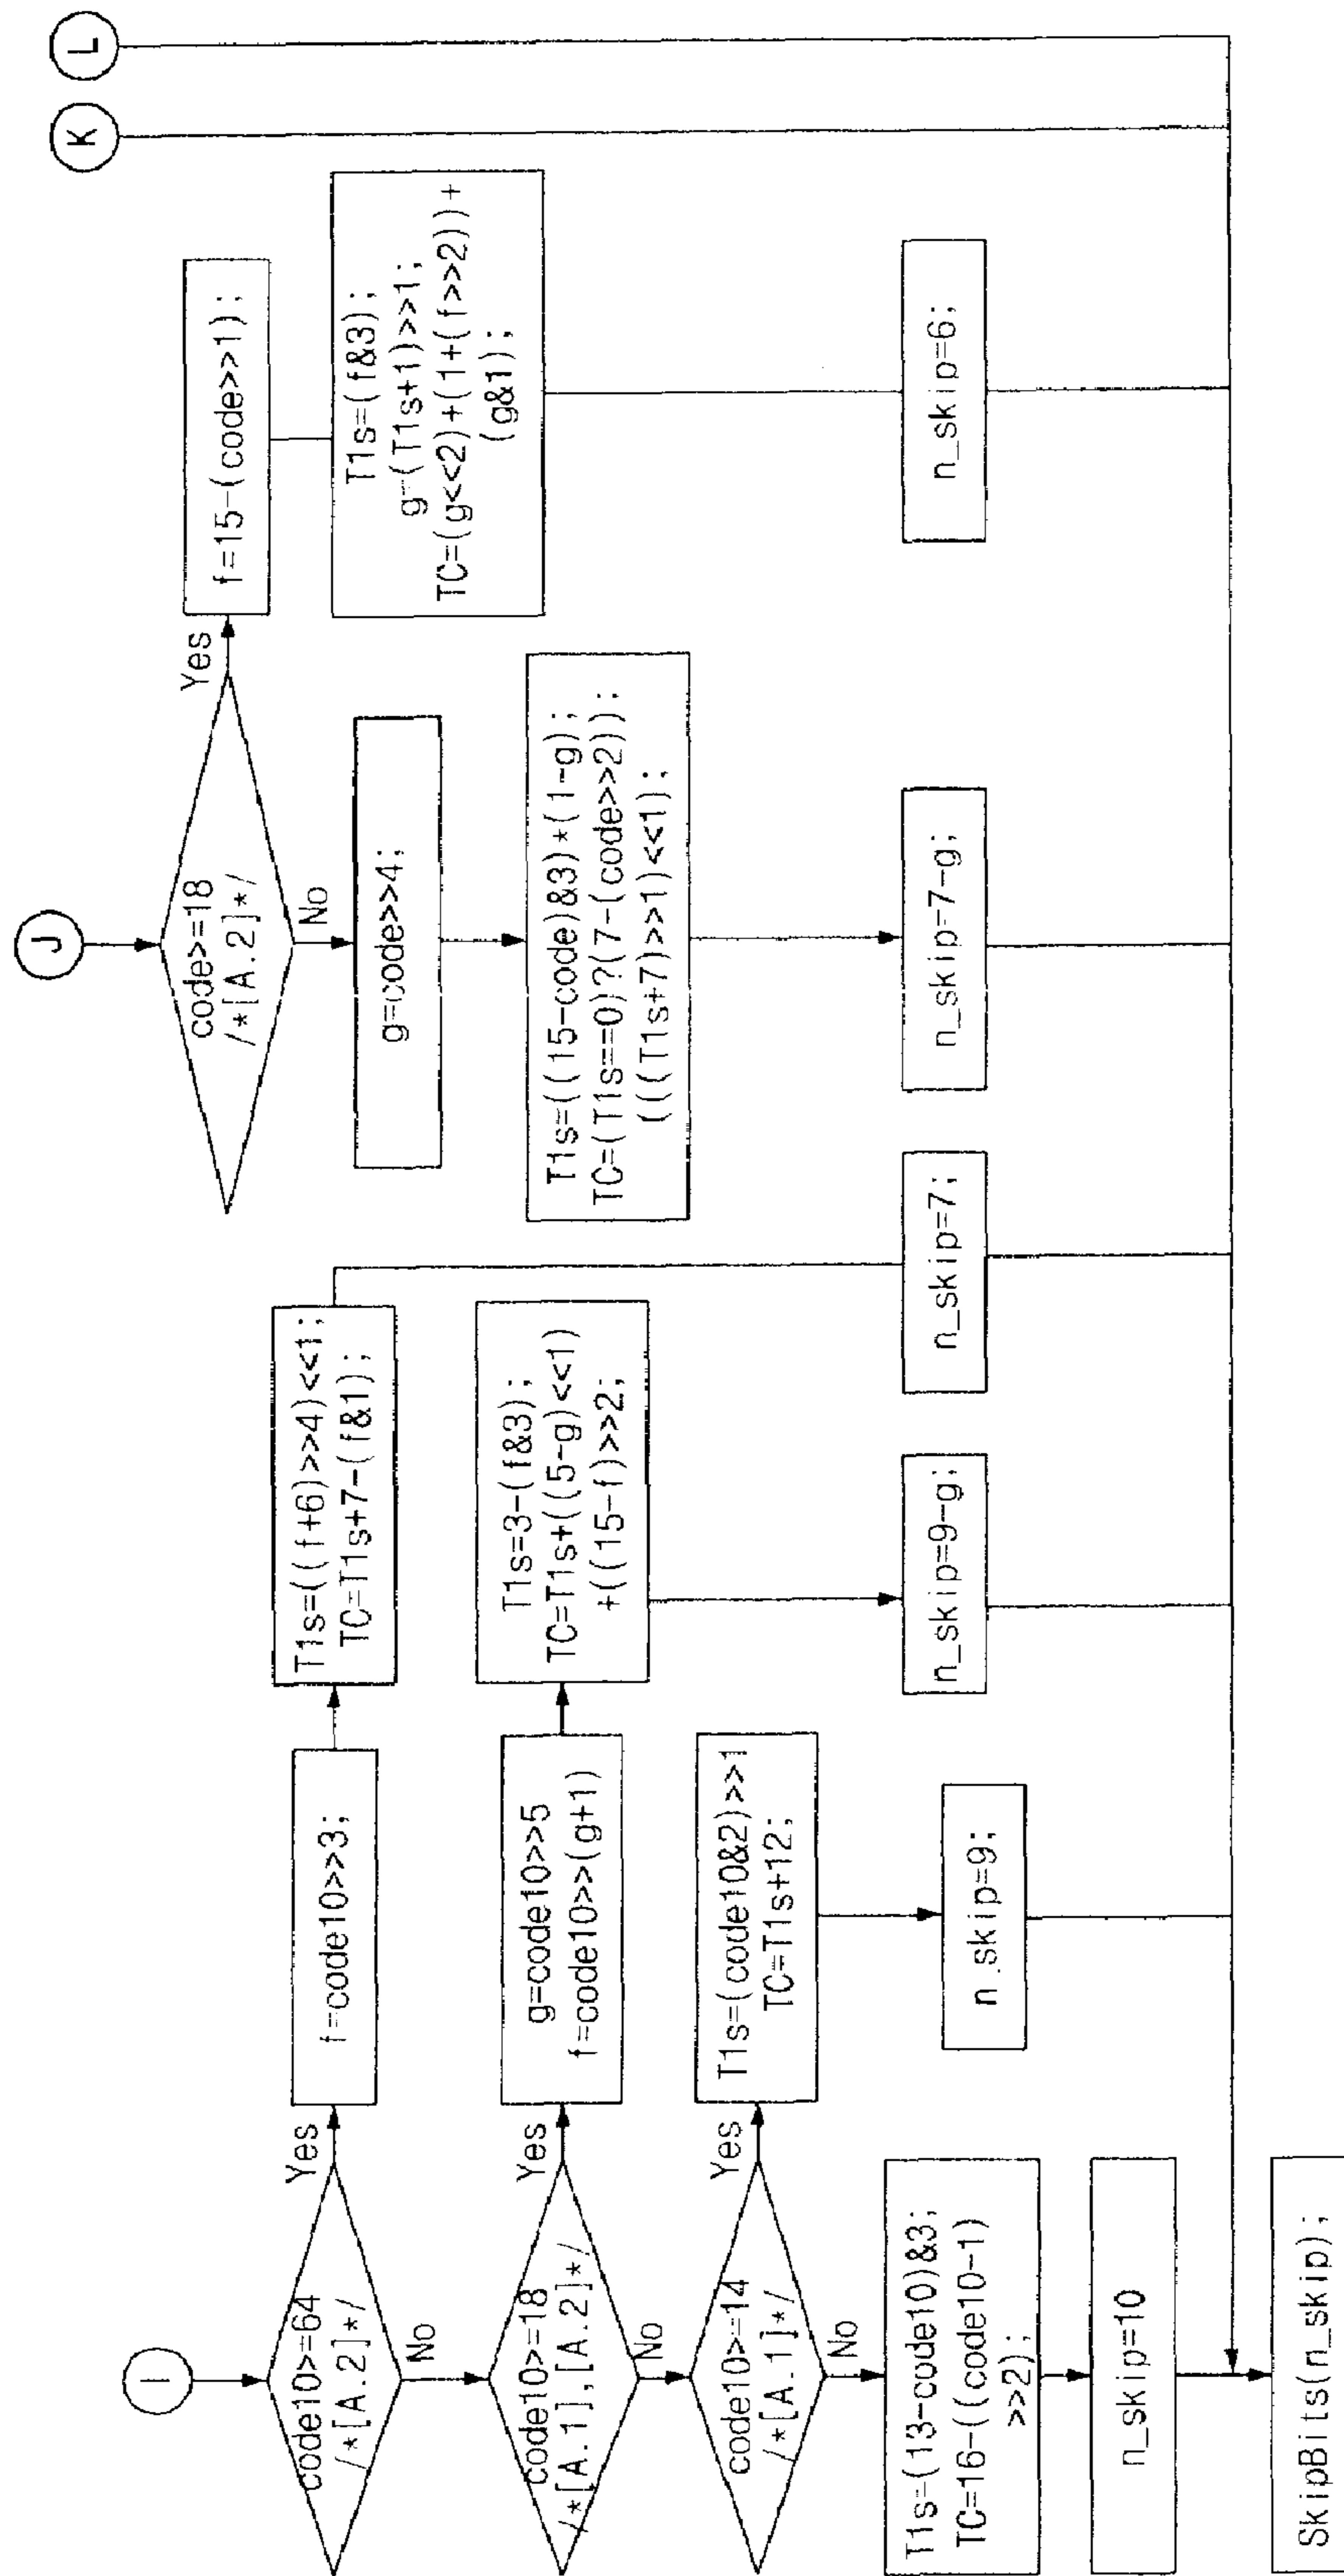 I
code10>=64
/*[A.2]*/
Yes
No
f=code10>>3;
T1s=((f+6)>>4)<<1;
TC=T1s+7-(f&1);
n_skip=7;
code10>=18
/*[A.1],[A.2]*/
Yes
No
g=code10>>5
f=code10>>(g+1)
T1s=3-(f&3);
TC=T1s+((5-g)<<1)
+((15-f)>>2;
n_skip=9-g;
code10>=14
/*[A.1]*/
Yes
No
T1s=(code10&2)>>1
TC=T1s+12;
n_skip=9;
T1s=(13-code10)&3;
TC=16-((code10-1)
>>2);
n_skip=10
SkipBits(n_skip);
J
code>=18
/*[A.2]*/
Yes
No
f=15-(code>>1);
T1s=(f&3);
g=(T1s+1)>>1;
TC=(g<<2)+(1+(f>>2))+
(g&1);
n_skip=6;
g=code>>4;
T1s=((15-code)&3)*(1-g);
TC=(T1s==0)?(7-(code>>2)):
(((T1s+7)>>1)<<1);
n_skip=7-g;
K
L